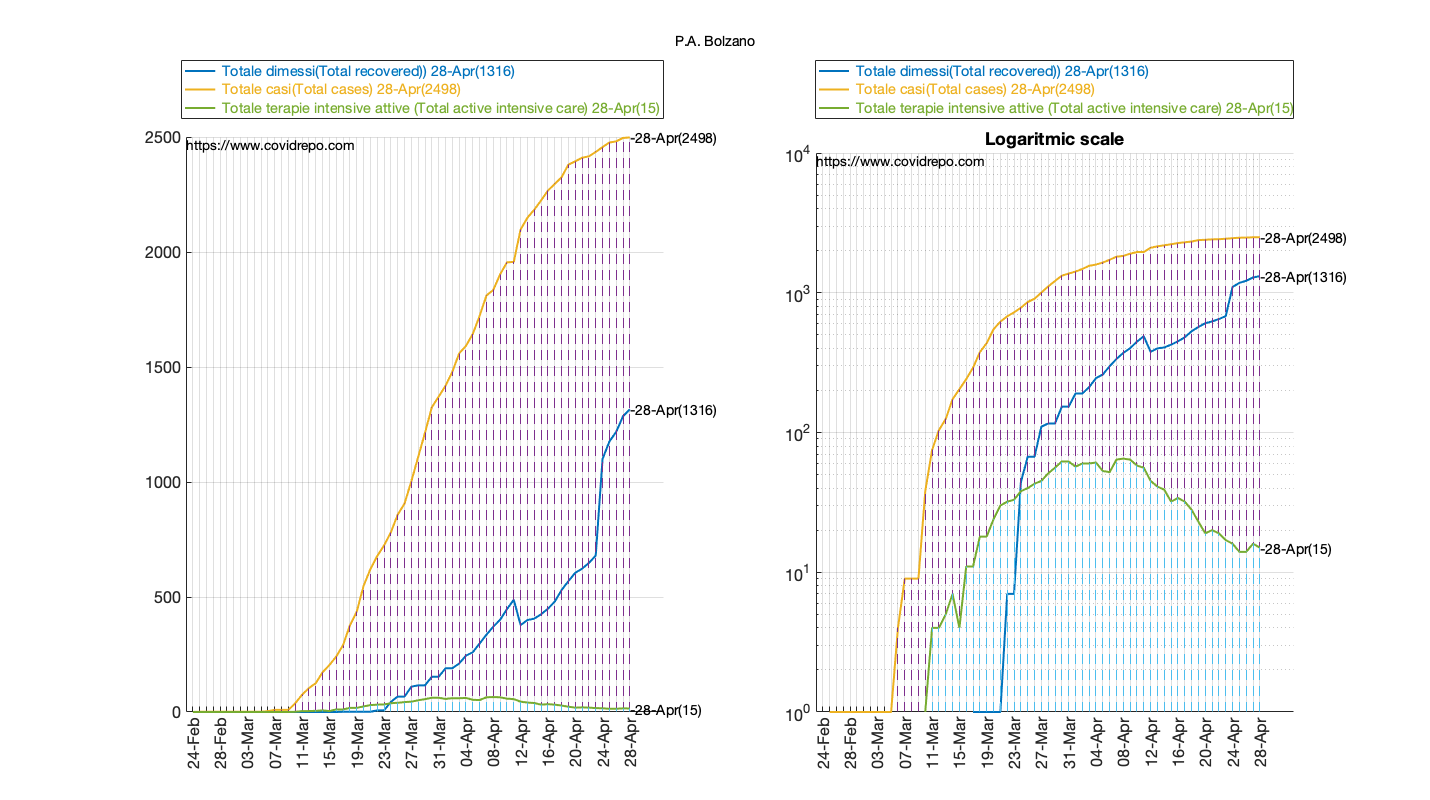 P.A. Bolzano
Totale dimessi(Total recovered)) 28-Apr(1316)
Totale casi(Total cases) 28-Apr(2498)
Totale terapie intensive attive (Total active intensive care) 28-Apr(15)
https://www.covidrepo.com
2500
2000
1500
1000
500
0
-28-Apr(2498)
-28-Apr(1316)
-28-Apr(15)
24-Feb
28-Feb
03-Mar
07-Mar
11-Mar
15-Mar
19-Mar
23-Mar
27-Mar
31-Mar
04-Apr
08-Apr
12-Apr
16-Apr
20-Apr
24-Apr
28-Apr
Totale dimessi(Total recovered)) 28-Apr(1316)
Totale casi(Total cases) 28-Apr(2498)
Totale terapie intensive attive (Total active intensive care) 28-Apr(15)
Logaritmic scale
https://www.covidrepo.com
10^4
10^3
10^2
10^1
10^0
-28-Apr(2498)
-28-Apr(1316)
-28-Apr(15)
24-Feb
28-Feb
03-Mar
07-Mar
11-Mar
15-Mar
19-Mar
23-Mar
27-Mar
31-Mar
04-Apr
08-Apr
12-Apr
16-Apr
20-Apr
24-Apr
28-Apr